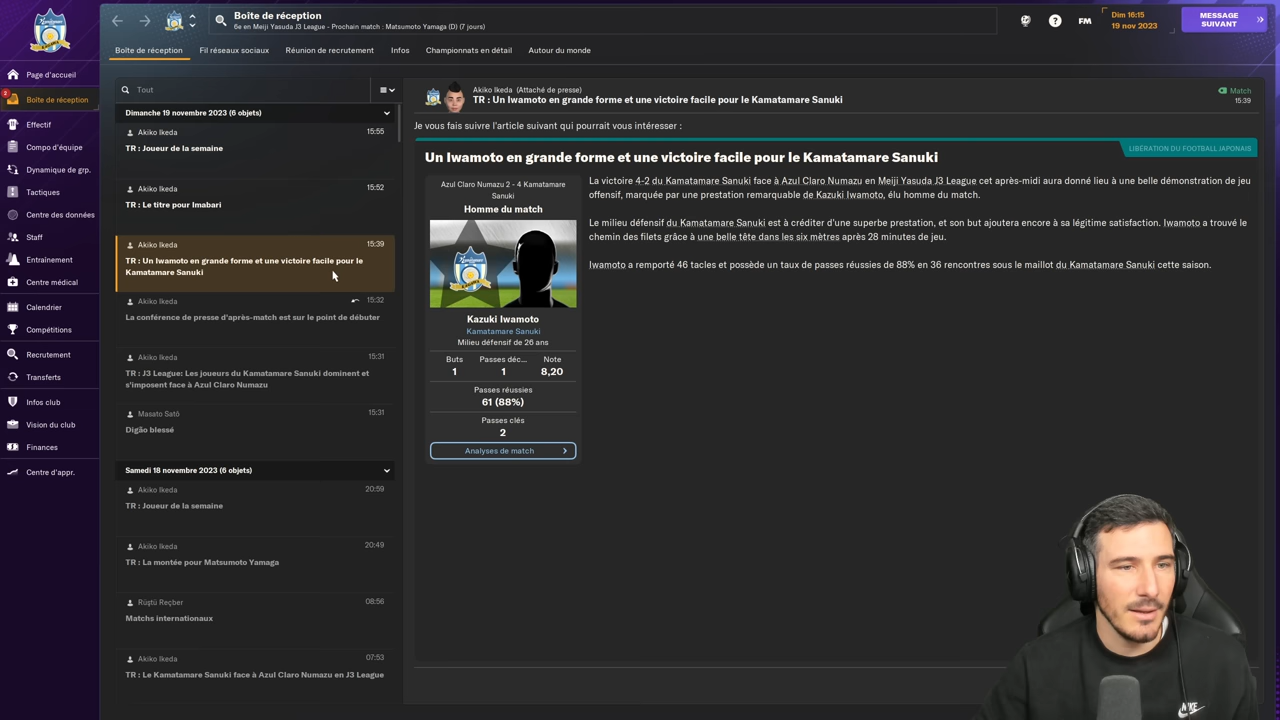 Boîte de réception
6e en Meiji Yasuda J3 League - Prochain match : Matsumoto Yamaga (D) (7 jours)
FM
Dim 16:15
19 nov 2023
MESSAGE SUIVANT
Boîte de réception
Fil réseaux sociaux
Réunion de recrutement
Infos
Championnats en détail
Autour du monde
Page d'accueil
3
Boîte de réception
Effectif
Compo d'équipe
Dynamique de grp.
Tactiques
Centre des données
Staff
Entraînement
Centre médical
Calendrier
Compétitions
Recrutement
Transferts
Infos club
Vision du club
Finances
Centre d'appr.
Tout
Dimanche 19 novembre 2023 (6 objets)
Akiko Ikeda 15:55
TR : Joueur de la semaine
Akiko Ikeda 15:52
TR : Le titre pour Imabari
Akiko Ikeda 15:39
TR : Un Iwamoto en grande forme et une victoire facile pour le
Kamatamare Sanuki
Akiko Ikeda 15:32
La conférence de presse d'après-match est sur le point de débuter
Akiko Ikeda 15:31
TR : J3 League: Les joueurs du Kamatamare Sanuki dominent et
s'imposent face à Azul Claro Numazu
Masato Satô 15:31
Digão blessé
Samedi 18 novembre 2023 (6 objets)
Akiko Ikeda 20:59
TR : Joueur de la semaine
Akiko Ikeda 20:49
TR : La montée pour Matsumoto Yamaga
Rüştü Reçber 08:56
Matchs internationaux
Akiko Ikeda 07:53
TR : Le Kamatamare Sanuki face à Azul Claro Numazu en J3 League
Akiko Ikeda (Attaché de presse)
TR : Un Iwamoto en grande forme et une victoire facile pour le Kamatamare Sanuki
Match
15:39
Je vous fais suivre l'article suivant qui pourrait vous intéresser :
LIBÉRATION DU FOOTBALL JAPONAIS
Un Iwamoto en grande forme et une victoire facile pour le Kamatamare Sanuki
Azul Claro Numazu 2 - 4 Kamatamare
Sanuki
Homme du match
Kazuki Iwamoto
Kamatamare Sanuki
Milieu défensif de 26 ans
Buts Passes déc... Note
1 1 8,20
Passes réussies
61 (88%)
Passes clés
2
Analyses de match
La victoire 4-2 du Kamatamare Sanuki face à Azul Claro Numazu en Meiji Yasuda J3 League cet après-midi aura donné lieu à une belle démonstration de jeu
offensif, marquée par une prestation remarquable de Kazuki Iwamoto, élu homme du match.
Le milieu défensif du Kamatamare Sanuki est à créditer d'une superbe prestation, et son but ajoutera encore à sa légitime satisfaction. Iwamoto a trouvé le
chemin des filets grâce à une belle tête dans les six mètres après 28 minutes de jeu.
Iwamoto a remporté 46 tacles et possède un taux de passes réussies de 88% en 36 rencontres sous le maillot du Kamatamare Sanuki cette saison.
NIKE